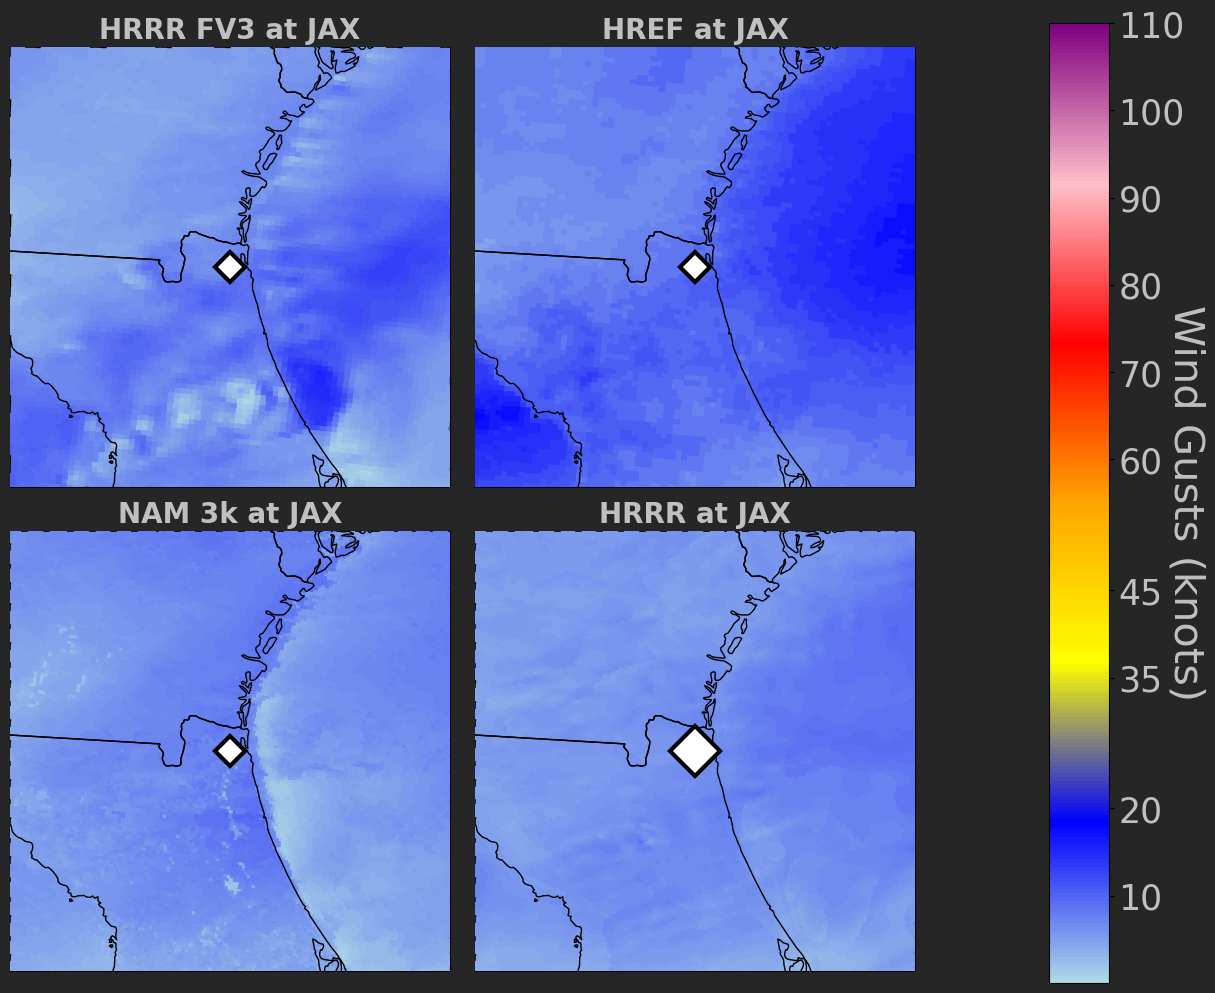 HRRR FV3 at JAX
HREF at JAX
NAM 3k at JAX
HRRR at JAX
110
100
90
80
70
60
45
35
20
10
Wind Gusts (knots)